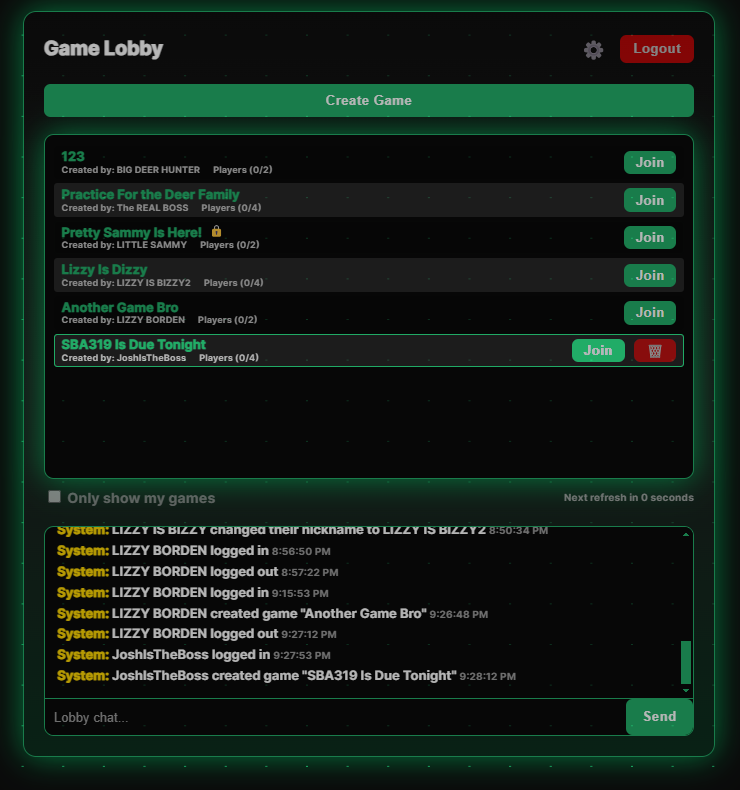 Game Lobby
Logout
Create Game
123
Created by: BIG DEER HUNTER Players (0/2)
Join
Practice For the Deer Family
Created by: The REAL BOSS Players (0/4)
Join
Pretty Sammy Is Here!
Created by: LITTLE SAMMY Players (0/2)
Join
Lizzy Is Dizzy
Created by: LIZZY IS BIZZY2 Players (0/4)
Join
Another Game Bro
Created by: LIZZY BORDEN Players (0/2)
Join
SBA319 Is Due Tonight
Created by: JoshIsTheBoss Players (0/4)
Join
Only show my games
Next refresh in 0 seconds
System: LIZZY IS BIZZY changed their nickname to LIZZY IS BIZZY2 8:50:34 PM
System: LIZZY BORDEN logged in 8:56:50 PM
System: LIZZY BORDEN logged out 8:57:22 PM
System: LIZZY BORDEN logged in 9:15:53 PM
System: LIZZY BORDEN created game "Another Game Bro" 9:26:48 PM
System: LIZZY BORDEN logged out 9:27:12 PM
System: JoshIsTheBoss logged in 9:27:53 PM
System: JoshIsTheBoss created game "SBA319 Is Due Tonight" 9:28:12 PM
Lobby chat...
Send